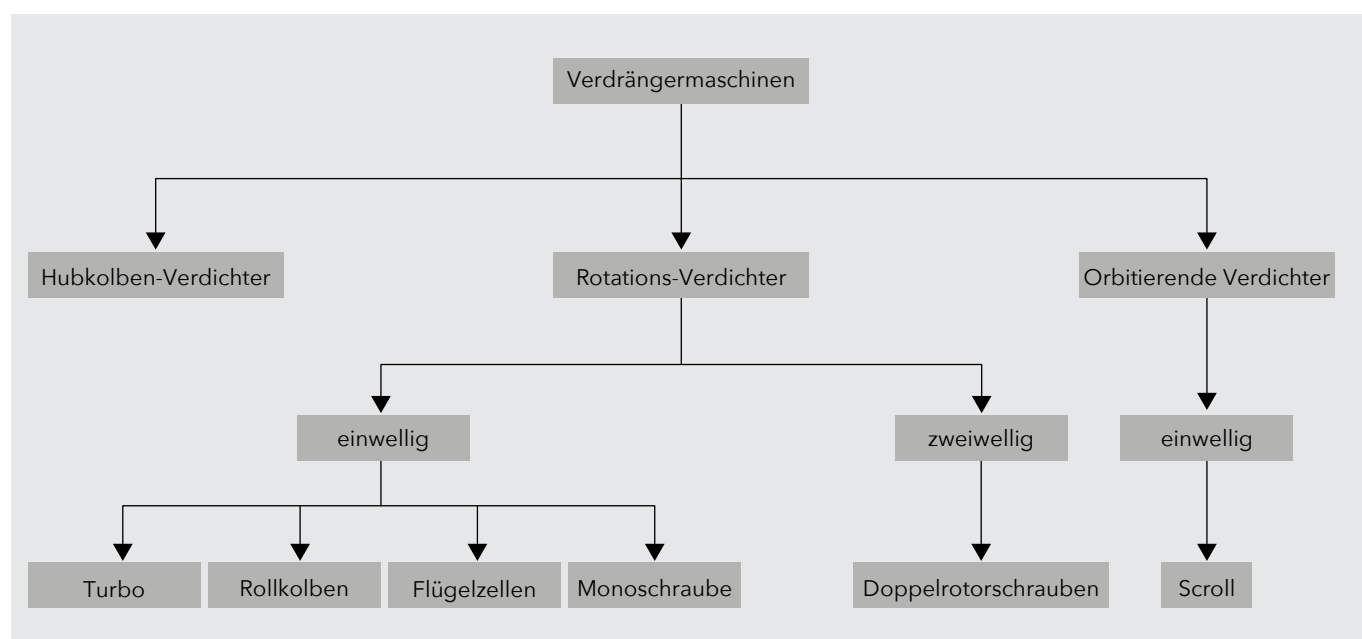 Verdrängermaschinen
Hubkolben-Verdichter
Rotations-Verdichter
Orbitierende Verdichter
einwellig
zweiwellig
einwellig
Turbo
Rollkolben
Flügelzellen
Monoschraube
Doppelrotorschrauben
Scroll